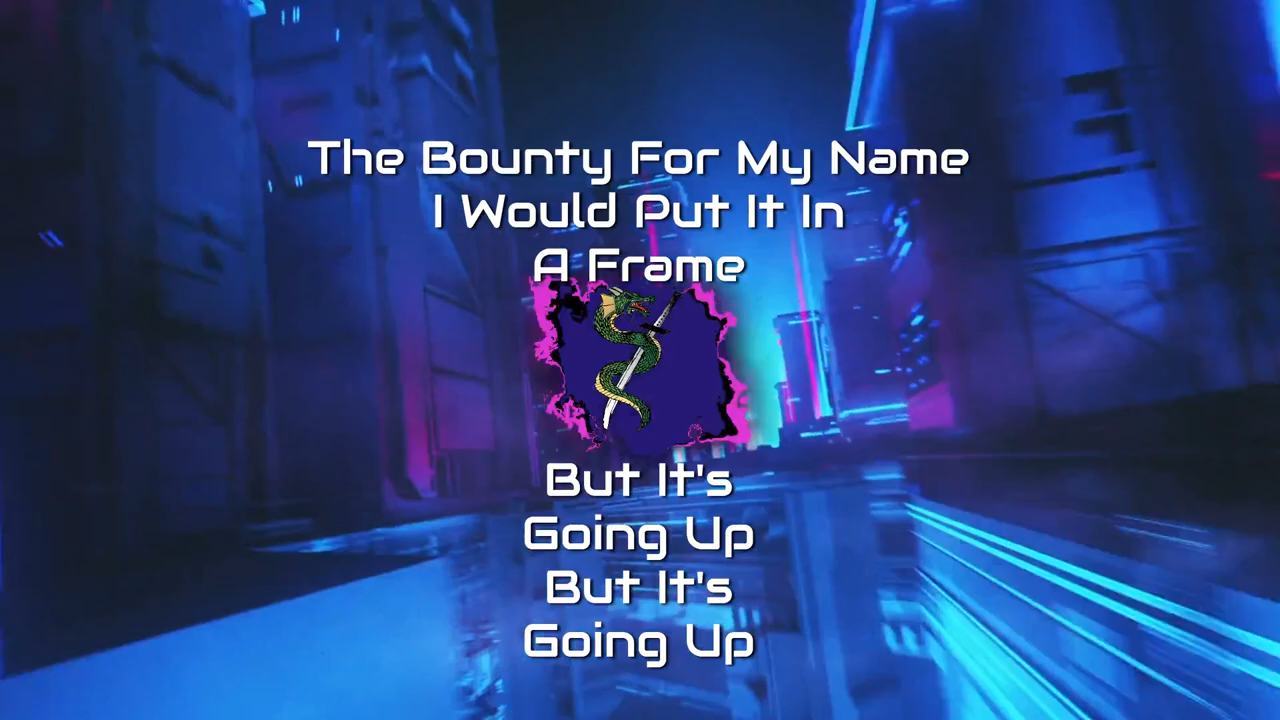 The Bounty For My Name
I Would Put It In
A Frame
But It's
Going Up
But It's
Going Up